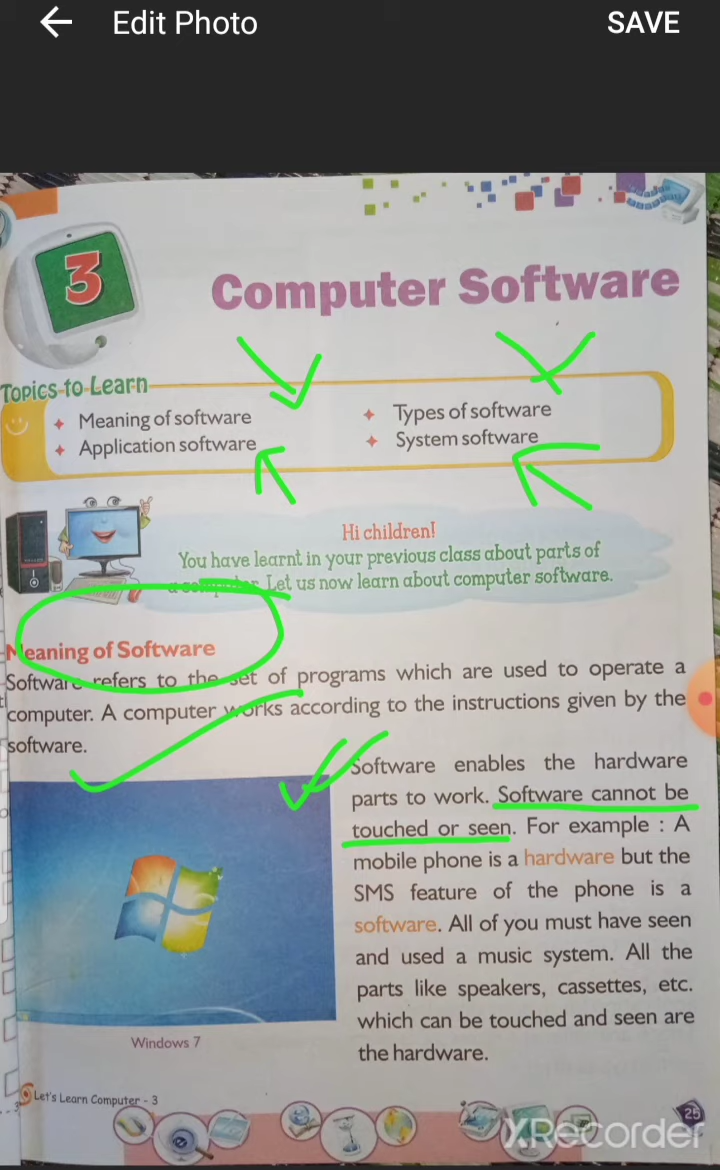 Edit Photo
SAVE
3
Computer Software
Topics to Learn
Meaning of software
Types of software
Application software
System software
Hi children!
You have learnt in your previous class about parts of
a computer. Let us now learn about computer software.
Meaning of Software
Software refers to the set of programs which are used to operate a
computer. A computer works according to the instructions given by the
software.
Software enables the hardware
parts to work. Software cannot be
touched or seen. For example : A
mobile phone is a hardware but the
SMS feature of the phone is a
software. All of you must have seen
and used a music system. All the
parts like speakers, cassettes, etc.
which can be touched and seen are
the hardware.
Windows 7
Let's Learn Computer - 3
25
XRecorder